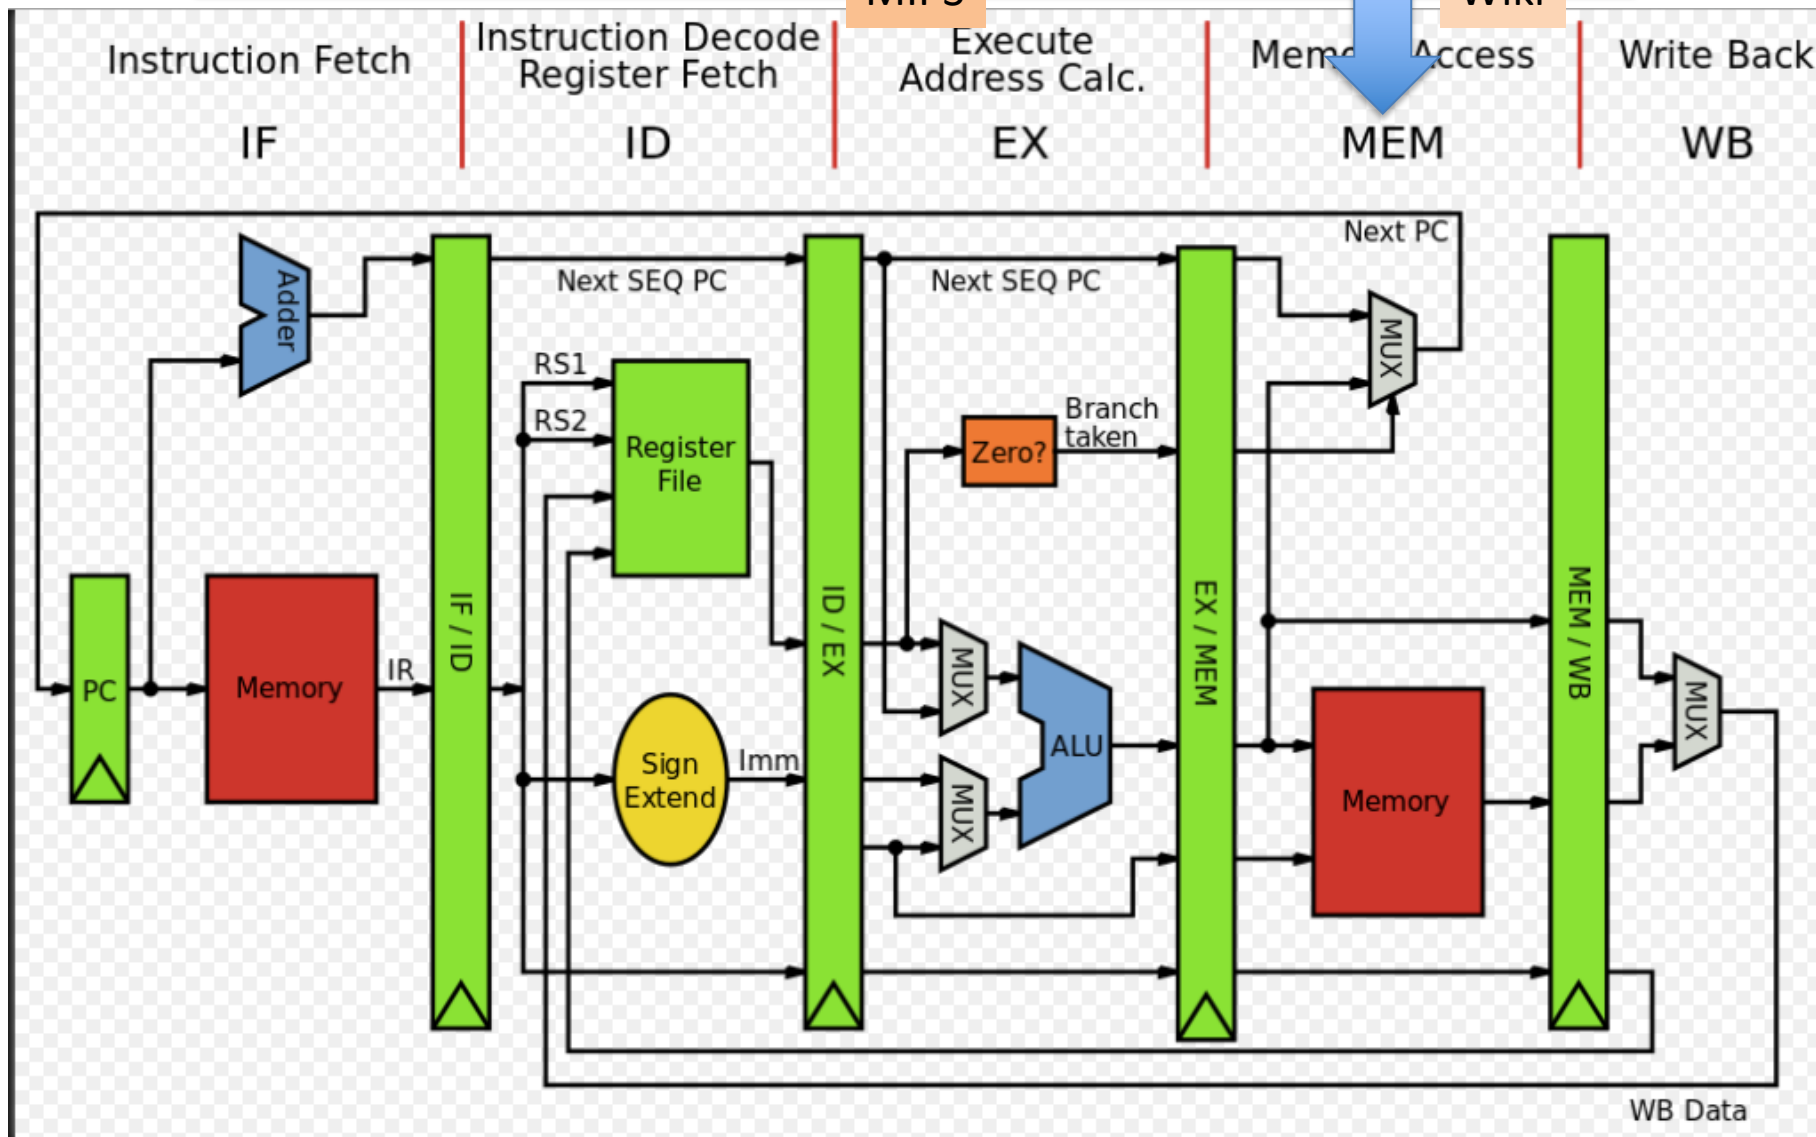 MIPS
Wiki
Instruction Fetch
Instruction Decode
Register Fetch
Execute
Address Calc.
Access
Write Back
IF
ID
EX
MEM
WB
Next PC
Adder
Next SEQ PC
Next SEQ PC
MUX
RS1
RS2
Register
File
Zero?
Branch
taken
IF / ID
ID / EX
EX / MEM
MEM / WB
PC
Memory
IR
MUX
ALU
MUX
MUX
Sign
Extend
Imm
Memory
WB Data